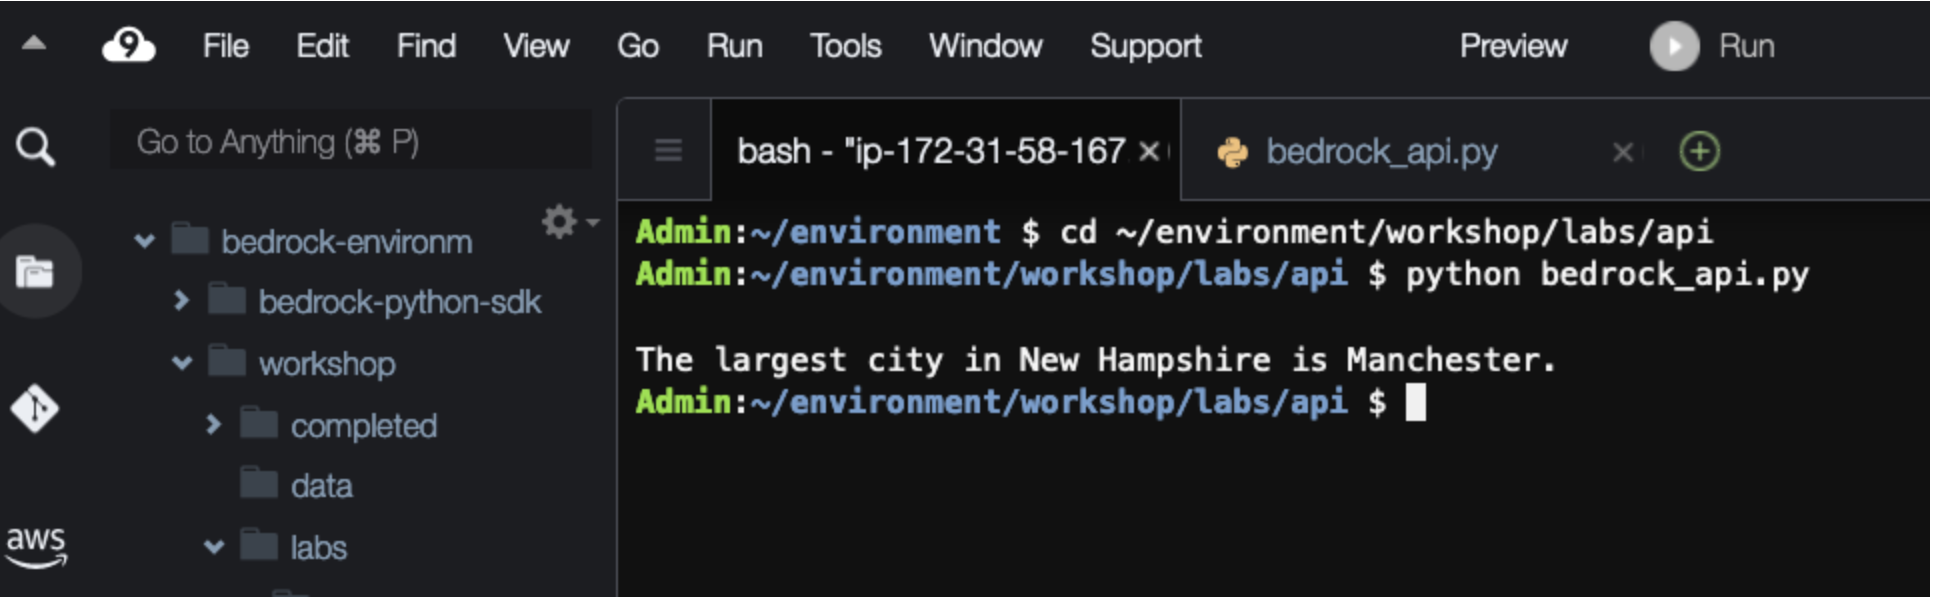 9 File Edit Find View Go Run Tools Window Support Preview Run
Go to Anything (⌘ P)
bash - "ip-172-31-58-167
bedrock_api.py
bedrock-environm
bedrock-python-sdk
workshop
completed
data
labs
aws
Admin:~/environment $ cd ~/environment/workshop/labs/api
Admin:~/environment/workshop/labs/api $ python bedrock_api.py
The largest city in New Hampshire is Manchester.
Admin:~/environment/workshop/labs/api $